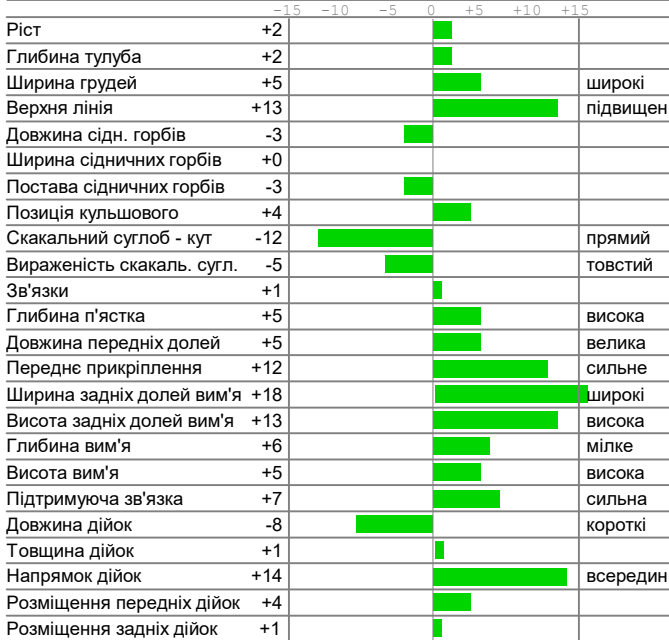 -15 -10 -5 0 +5 +10 +15
Ріст +2
Глибина тулуба +2
Ширина грудей +5 широкі
Верхня лінія +13 підвищен
Довжина сідн. горбів -3
Ширина сідничних горбів +0
Постава сідничних горбів -3
Позиція кульшового +4
Скакальний суглоб - кут -12 прямий
Вираженість скакаль. сугл. -5 товстий
Зв'язки +1
Глибина п'ястка +5 висока
Довжина передніх долей +5 велика
Переднє прикріплення +12 сильне
Ширина задніх долей вим'я +18 широкі
Висота задніх долей вим'я +13 висока
Глибина вим'я +6 мілке
Висота вим'я +5 висока
Підтримуюча зв'язка +7 сильна
Довжина дійок -8 короткі
Товщина дійок +1
Напрямок дійок +14 всередин
Розміщення передніх дійок +4
Розміщення задніх дійок +1